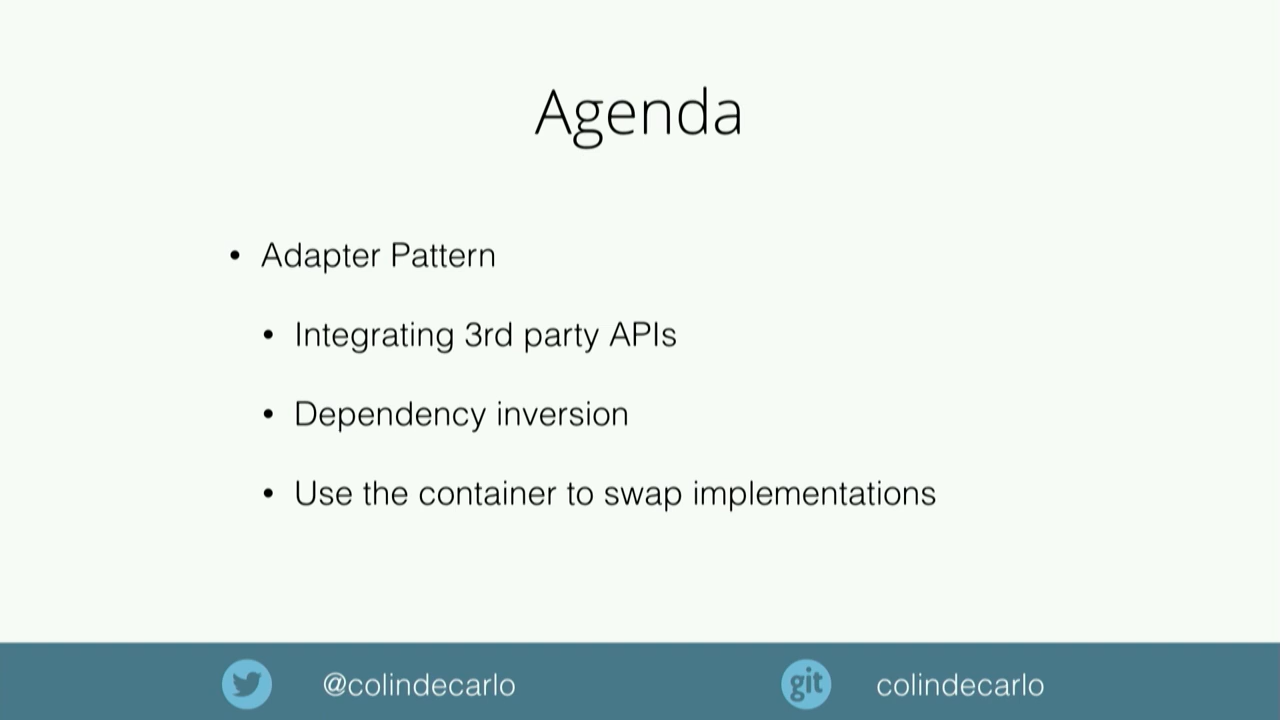 Agenda
• Adapter Pattern
• Integrating 3rd party APIs
• Dependency inversion
• Use the container to swap implementations
@colindecarlo
git
colindecarlo